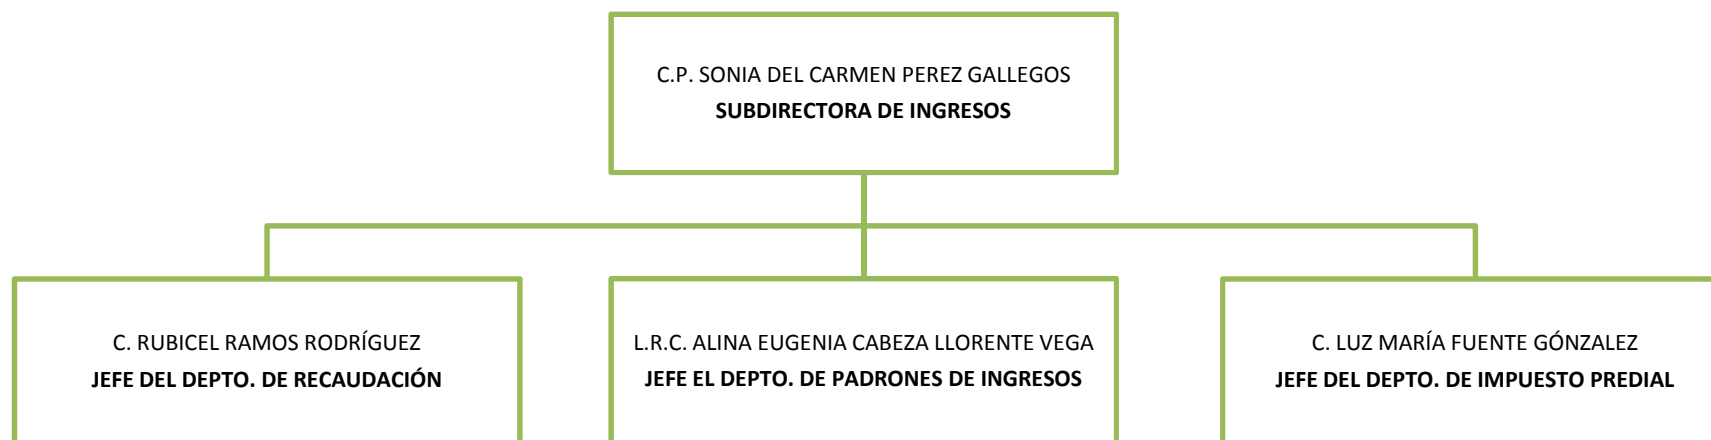 C.P. SONIA DEL CARMEN PEREZ GALLEGOS
SUBDIRECTORA DE INGRESOS
C. RUBICEL RAMOS RODRÍGUEZ
JEFE DEL DEPTO. DE RECAUDACIÓN
L.R.C. ALINA EUGENIA CABEZA LLORENTE VEGA
JEFE EL DEPTO. DE PADRONES DE INGRESOS
C. LUZ MARÍA FUENTE GÓNZALEZ
JEFE DEL DEPTO. DE IMPUESTO PREDIAL